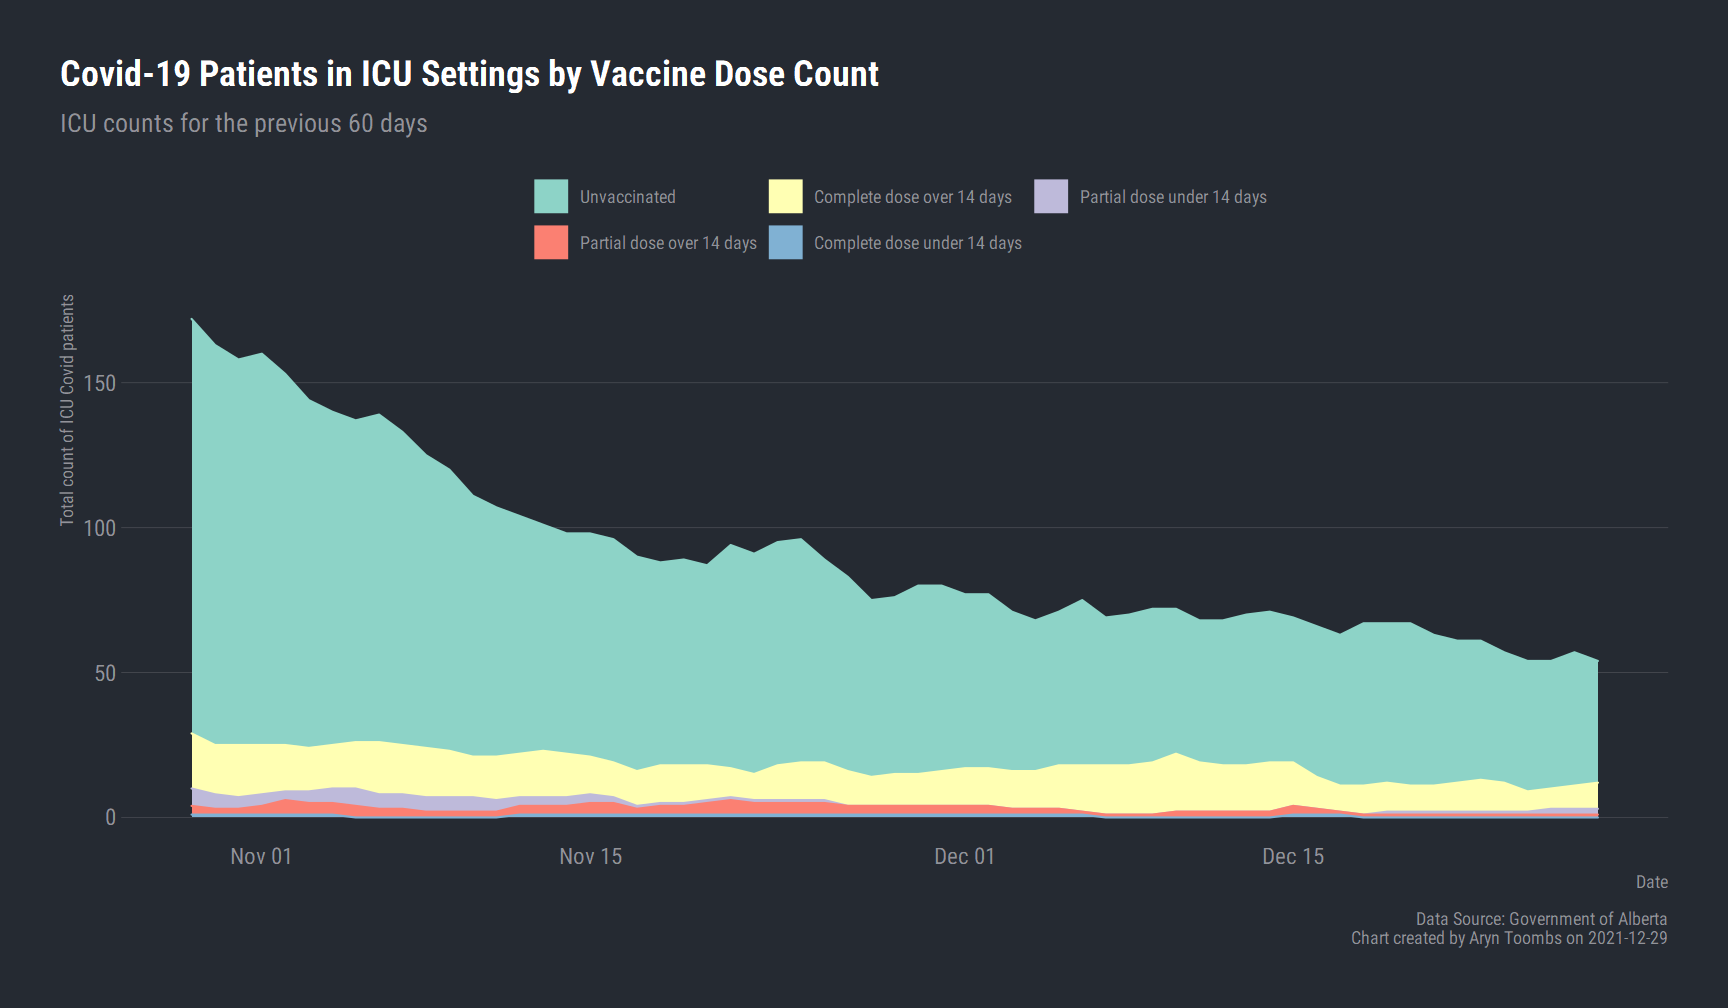 Covid-19 Patients in ICU Settings by Vaccine Dose Count
ICU counts for the previous 60 days
Unvaccinated
Complete dose over 14 days
Partial dose under 14 days
Partial dose over 14 days
Complete dose under 14 days
Total count of ICU Covid patients
150
100
50
0
Nov 01
Nov 15
Dec 01
Dec 15
Date
Data Source: Government of Alberta
Chart created by Aryn Toombs on 2021-12-29